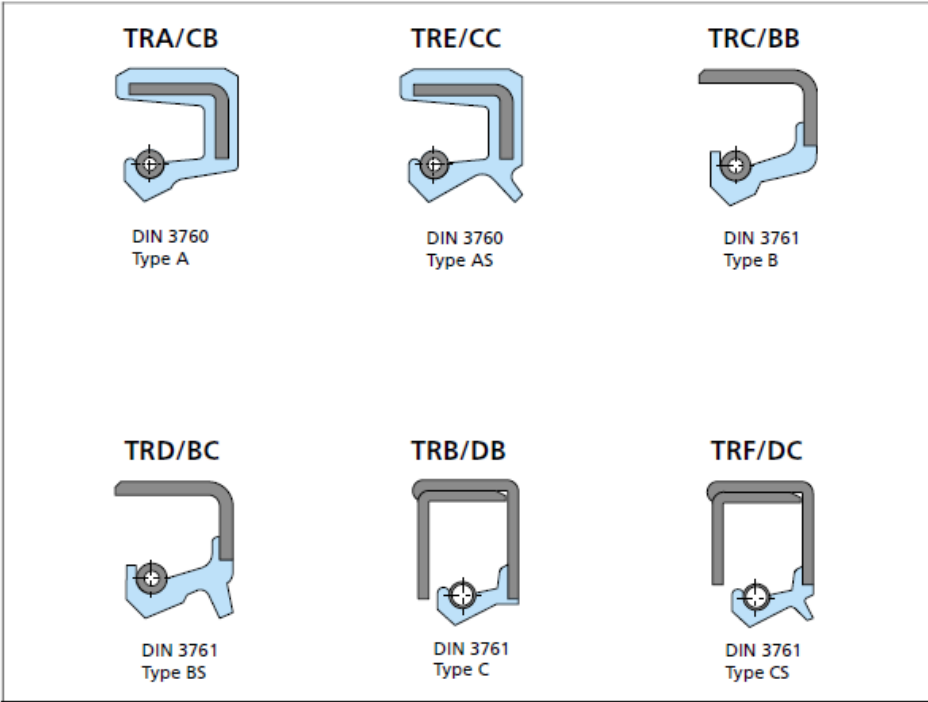 TRA/CB
TRE/CC
TRC/BB
DIN 3760
Type A
DIN 3760
Type AS
DIN 3761
Type B
TRD/BC
TRB/DB
TRF/DC
DIN 3761
Type BS
DIN 3761
Type C
DIN 3761
Type CS